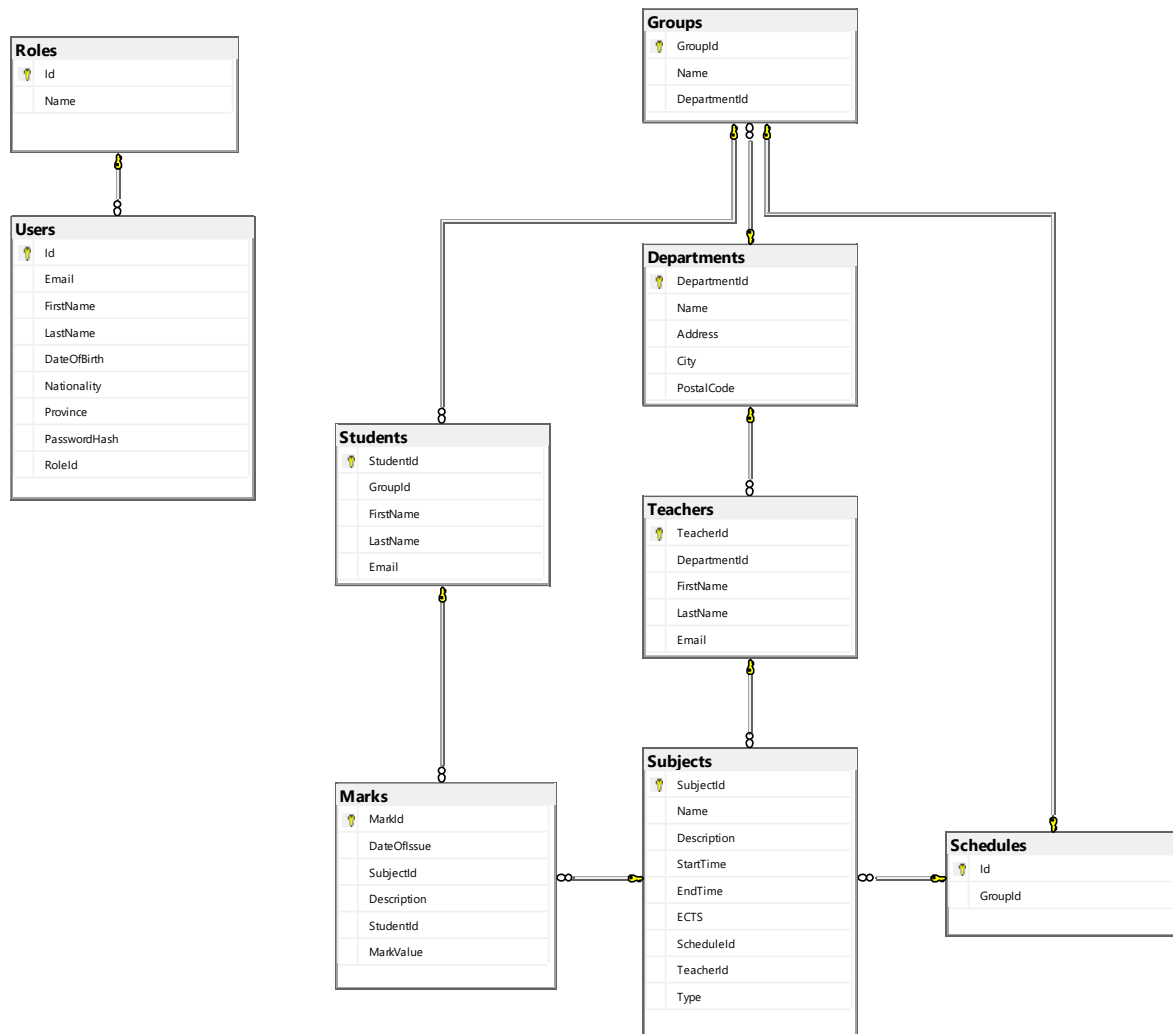 Roles
Id
Name
Users
Id
Email
FirstName
LastName
DateOfBirth
Nationality
Province
PasswordHash
RoleId
Groups
GroupId
Name
DepartmentId
Departments
DepartmentId
Name
Address
City
PostalCode
Students
StudentId
GroupId
FirstName
LastName
Email
Teachers
TeacherId
DepartmentId
FirstName
LastName
Email
Marks
MarkId
DateOfIssue
SubjectId
Description
StudentId
MarkValue
Subjects
SubjectId
Name
Description
StartTime
EndTime
ECTS
ScheduleId
TeacherId
Type
Schedules
Id
GroupId